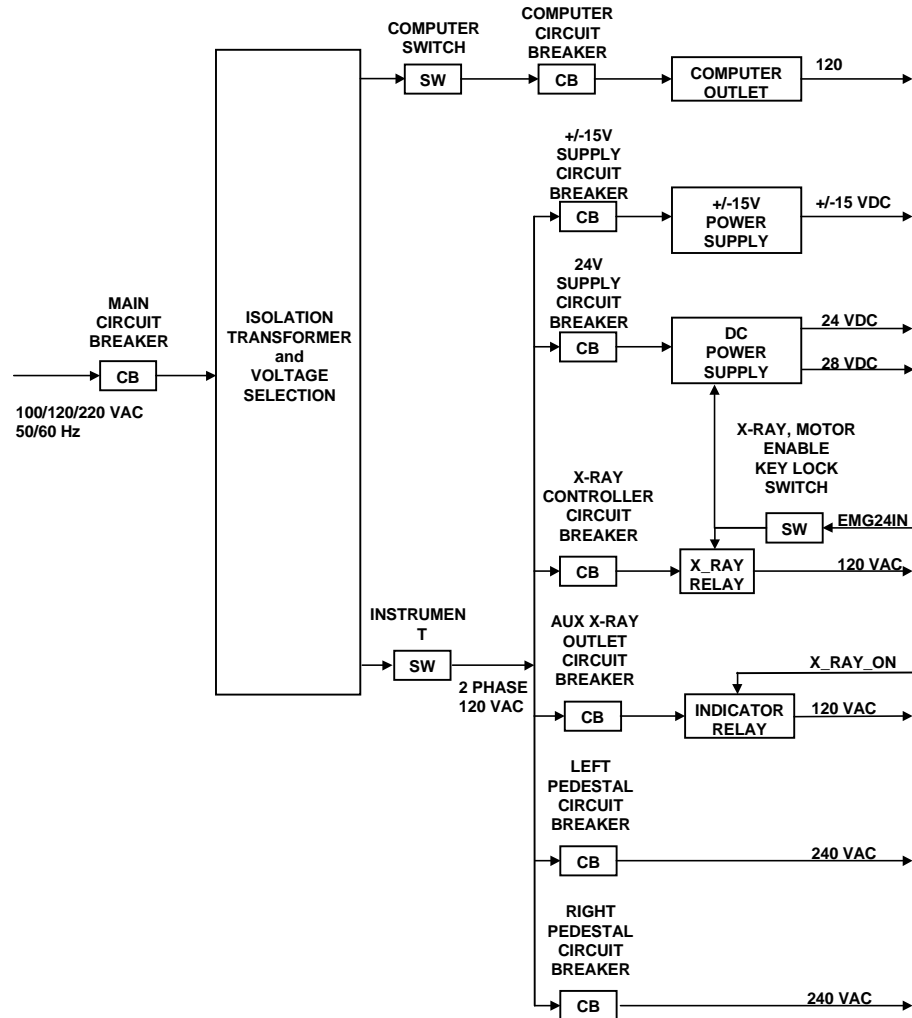 COMPUTER
SWITCH
SW
COMPUTER
CIRCUIT
BREAKER
CB
COMPUTER
OUTLET
120
+/-15V
SUPPLY
CIRCUIT
BREAKER
CB
+/-15V
POWER
SUPPLY
+/-15 VDC
24V
SUPPLY
CIRCUIT
BREAKER
CB
DC
POWER
SUPPLY
24 VDC
28 VDC
MAIN
CIRCUIT
BREAKER
CB
100/120/220 VAC
50/60 Hz
ISOLATION
TRANSFORMER
and
VOLTAGE
SELECTION
X-RAY, MOTOR
ENABLE
KEY LOCK
SWITCH
SW
EMG24IN
X-RAY
CONTROLLER
CIRCUIT
BREAKER
CB
X_RAY
RELAY
120 VAC
INSTRUMEN
T
SW
2 PHASE
120 VAC
AUX X-RAY
OUTLET
CIRCUIT
BREAKER
CB
X_RAY_ON
INDICATOR
RELAY
120 VAC
LEFT
PEDESTAL
CIRCUIT
BREAKER
CB
240 VAC
RIGHT
PEDESTAL
CIRCUIT
BREAKER
CB
240 VAC